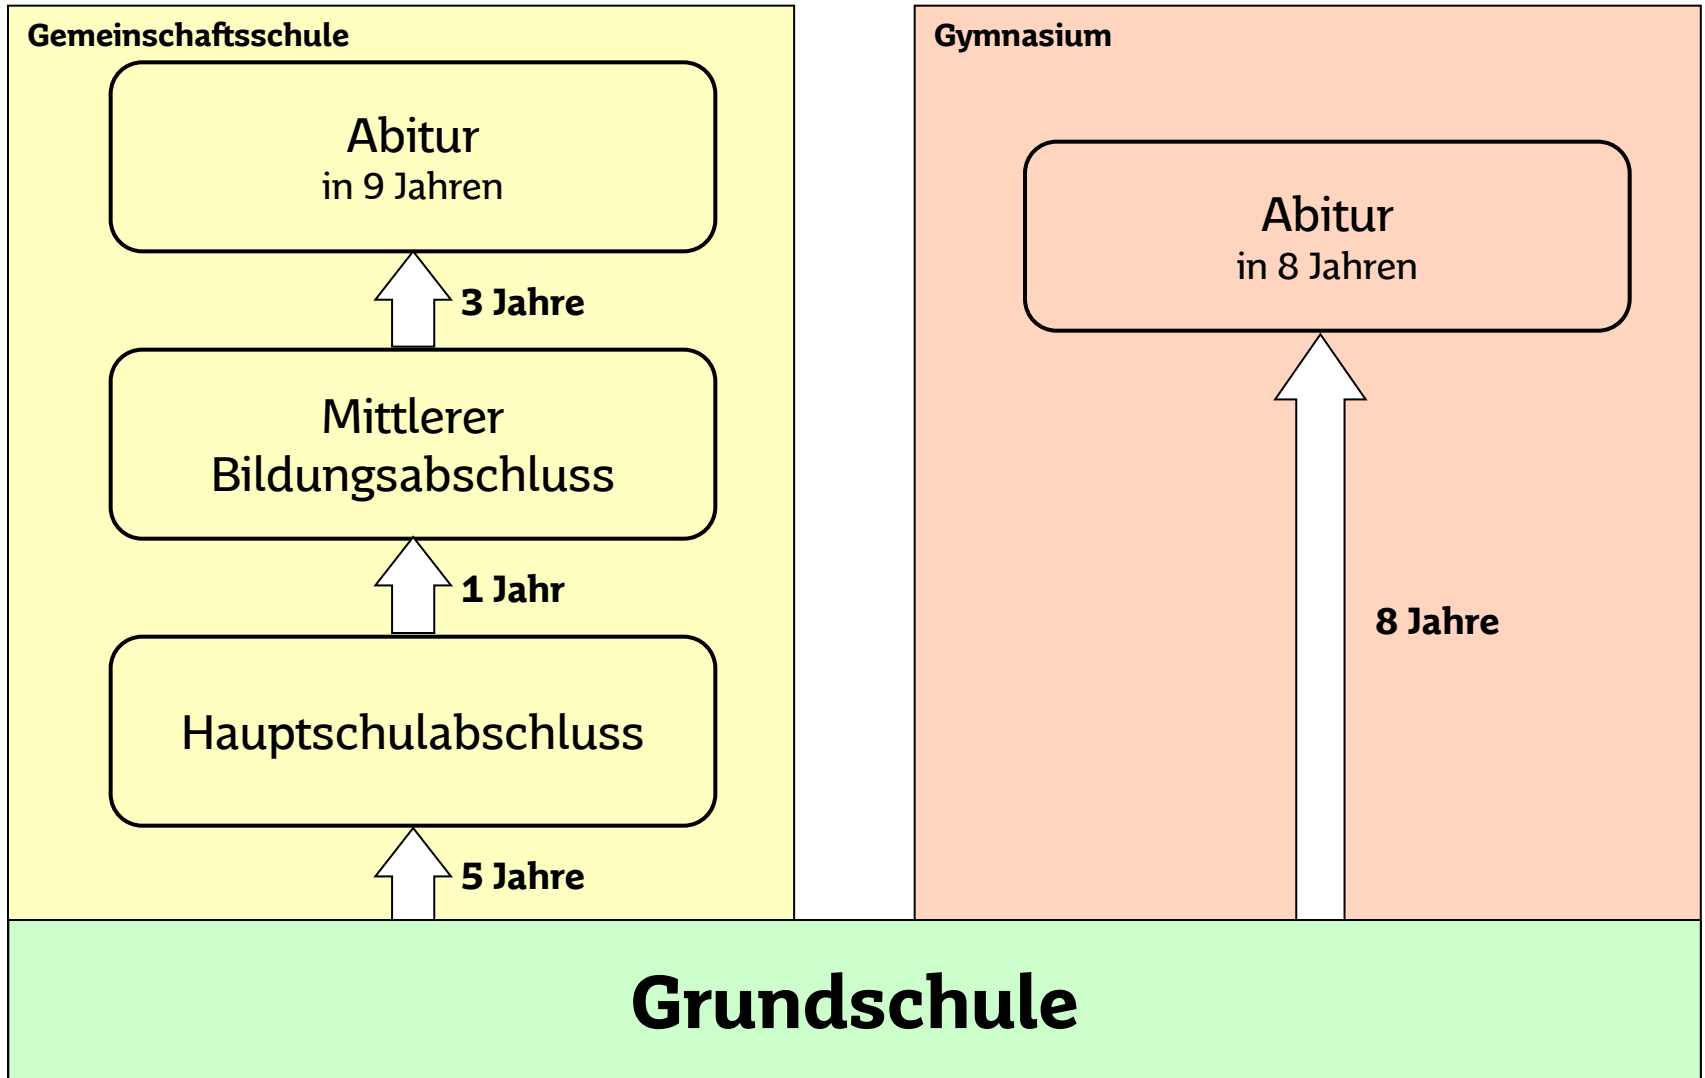 Gemeinschaftsschule
Abitur
in 9 Jahren
3 Jahre
Mittlerer
Bildungsabschluss
1 Jahr
Hauptschulabschluss
5 Jahre
Gymnasium
Abitur
in 8 Jahren
8 Jahre
Grundschule